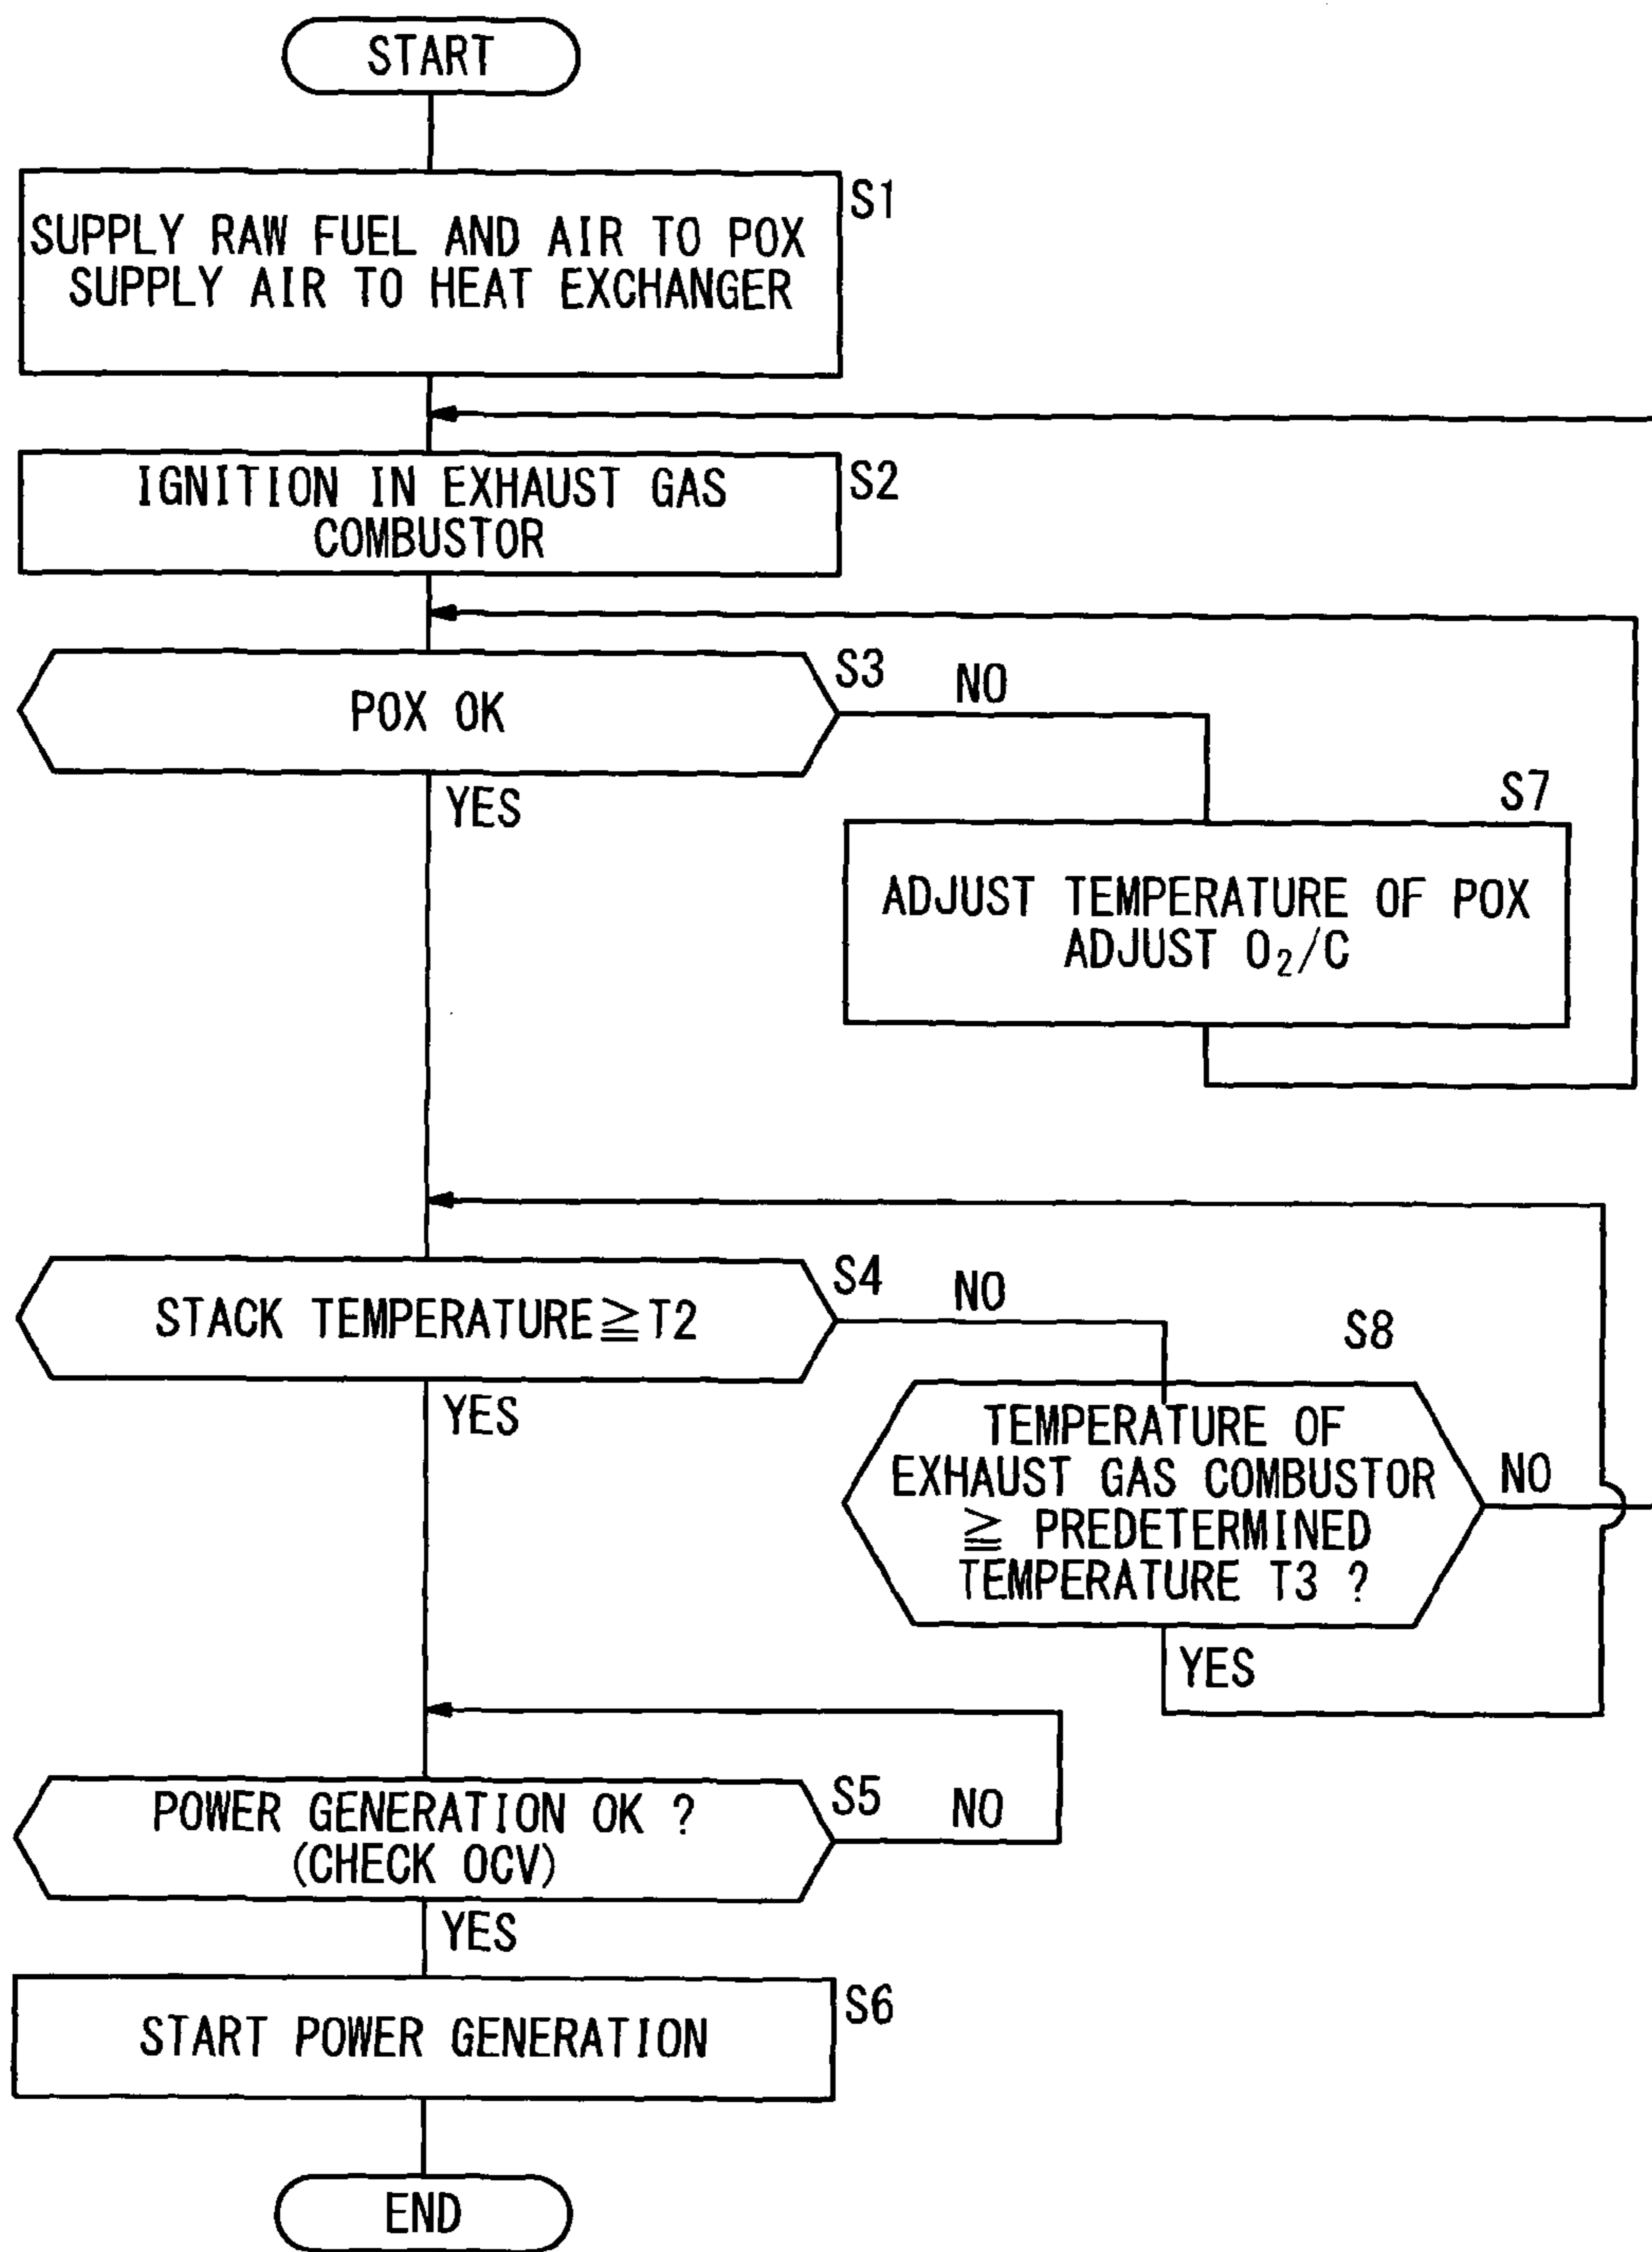 START
S1
SUPPLY RAW FUEL AND AIR TO POX
SUPPLY AIR TO HEAT EXCHANGER
S2
IGNITION IN EXHAUST GAS
COMBUSTOR
S3
NO
POX OK
YES
S7
ADJUST TEMPERATURE OF POX
ADJUST O₂/C
S4
NO
STACK TEMPERATURE≧T2
YES
S8
TEMPERATURE OF
EXHAUST GAS COMBUSTOR
≧ PREDETERMINED
TEMPERATURE T3 ?
NO
YES
S5
NO
POWER GENERATION OK ?
(CHECK OCV)
YES
S6
START POWER GENERATION
END